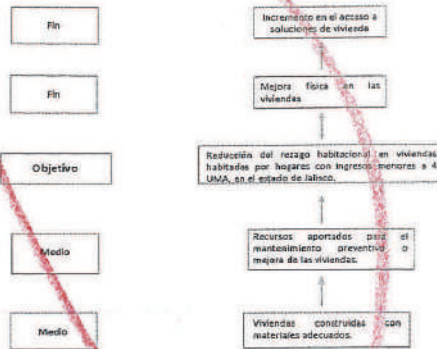 Fin
Incremento en el acceso a
soluciones de vivienda
Fin
Mejora física en las
viviendas
Objetivo
Reducción del rezago habitacional en viviendas
habitadas por hogares con ingresos menores a 4
UMA, en el estado de Jalisco.
Medio
Recursos aportados para el
mantenimiento preventivo o
mejora de las viviendas.
Medio
Viviendas construidas con
materiales adecuados.